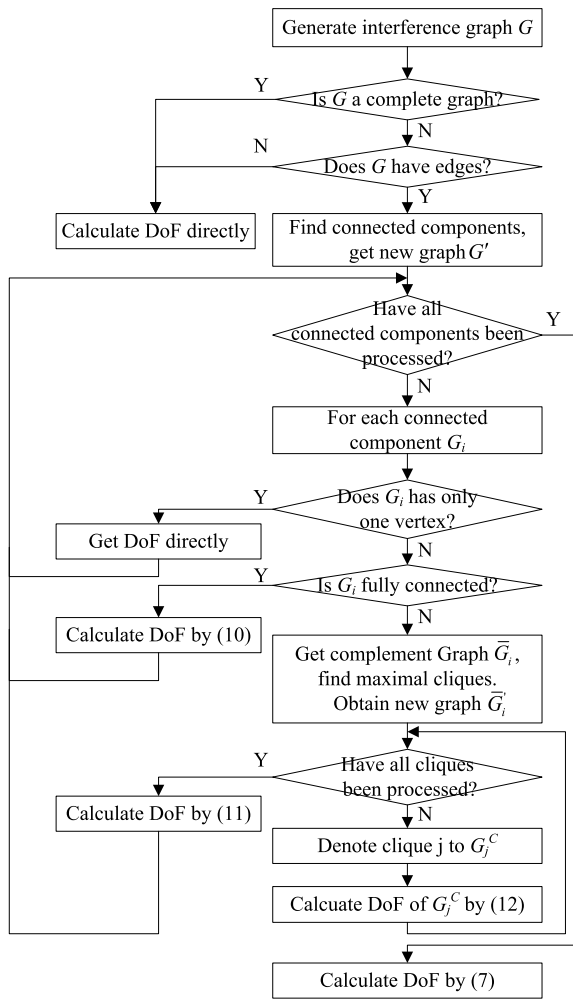 Generate interference graph G
Is G a complete graph?
Y
N
Does G have edges?
N
Y
Calculate DoF directly
Find connected components,
get new graph G′
Have all
connected components been
processed?
Y
N
For each connected
component Gᵢ
Does Gᵢ has only
one vertex?
Y
Get DoF directly
N
Is Gᵢ fully connected?
Y
N
Calculate DoF by (10)
Get complement Graph G̅ᵢ,
find maximal cliques.
Obtain new graph G̅ᵢ′
Have all cliques
been processed?
Y
Calculate DoF by (11)
N
Denote clique j to Gⱼᶜ
Calcuate DoF of Gⱼᶜ by (12)
Calculate DoF by (7)